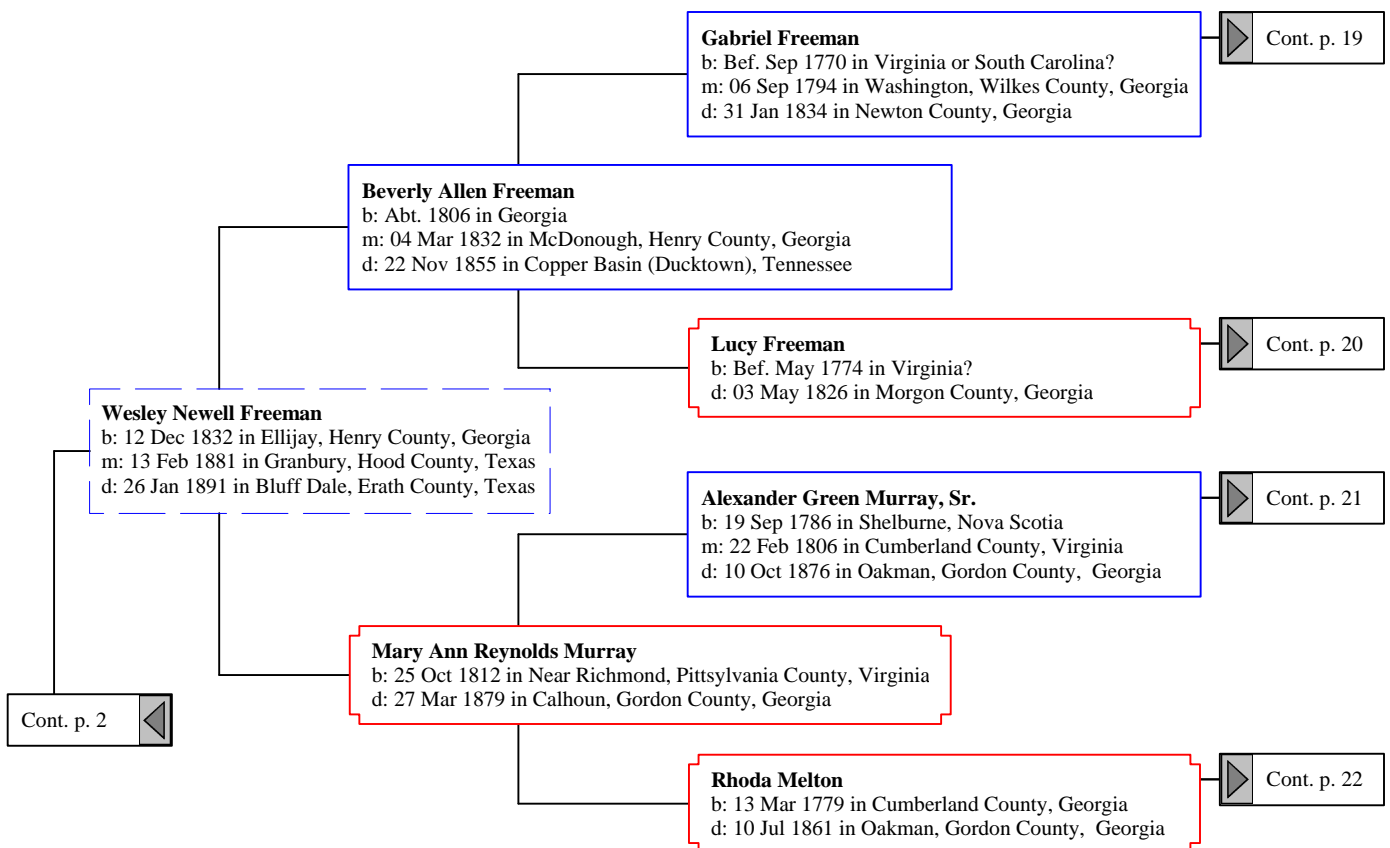 Gabriel Freeman
b: Bef. Sep 1770 in Virginia or South Carolina?
m: 06 Sep 1794 in Washington, Wilkes County, Georgia
d: 31 Jan 1834 in Newton County, Georgia
Cont. p. 19
Beverly Allen Freeman
b: Abt. 1806 in Georgia
m: 04 Mar 1832 in McDonough, Henry County, Georgia
d: 22 Nov 1855 in Copper Basin (Ducktown), Tennessee
Lucy Freeman
b: Bef. May 1774 in Virginia?
d: 03 May 1826 in Morgon County, Georgia
Cont. p. 20
Wesley Newell Freeman
b: 12 Dec 1832 in Ellijay, Henry County, Georgia
m: 13 Feb 1881 in Granbury, Hood County, Texas
d: 26 Jan 1891 in Bluff Dale, Erath County, Texas
Alexander Green Murray, Sr.
b: 19 Sep 1786 in Shelburne, Nova Scotia
m: 22 Feb 1806 in Cumberland County, Virginia
d: 10 Oct 1876 in Oakman, Gordon County,  Georgia
Cont. p. 21
Mary Ann Reynolds Murray
b: 25 Oct 1812 in Near Richmond, Pittsylvania County, Virginia
d: 27 Mar 1879 in Calhoun, Gordon County, Georgia
Cont. p. 2
Rhoda Melton
b: 13 Mar 1779 in Cumberland County, Georgia
d: 10 Jul 1861 in Oakman, Gordon County,  Georgia
Cont. p. 22